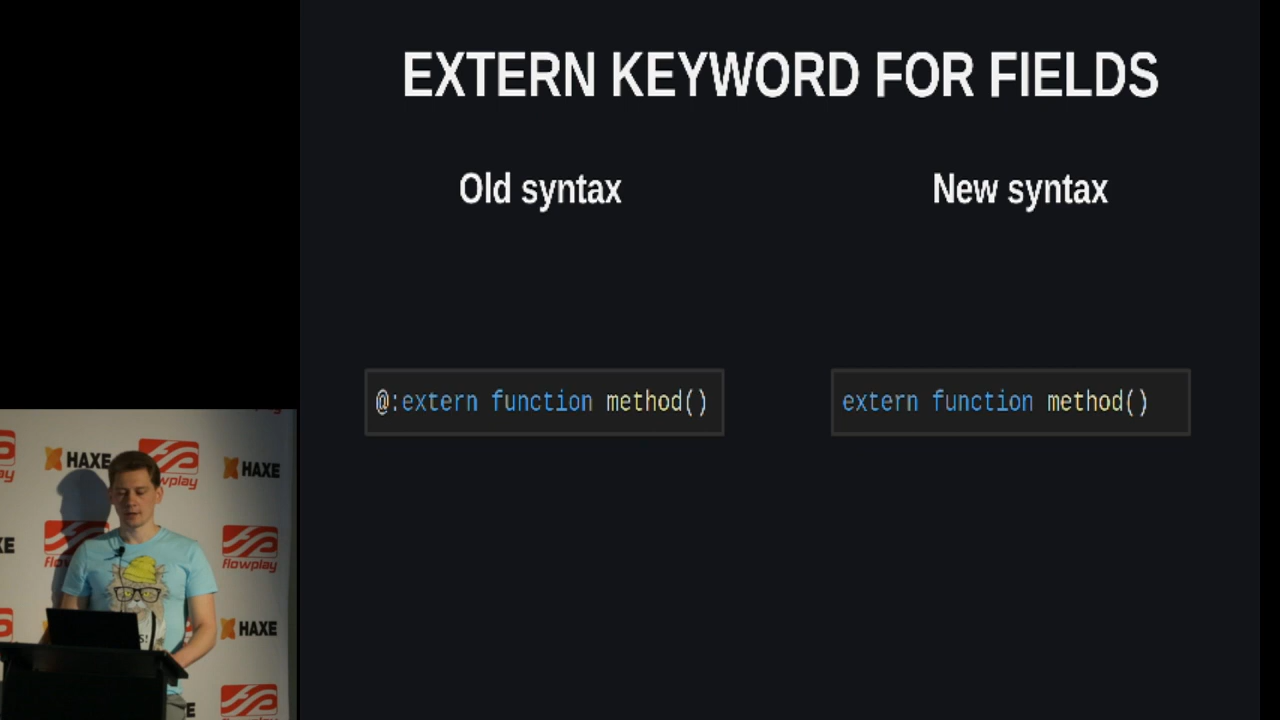 EXTERN KEYWORD FOR FIELDS
Old syntax
New syntax
@:extern function method()
extern function method()
HAXE
flowplay
HAXE
flowplay
HAXE